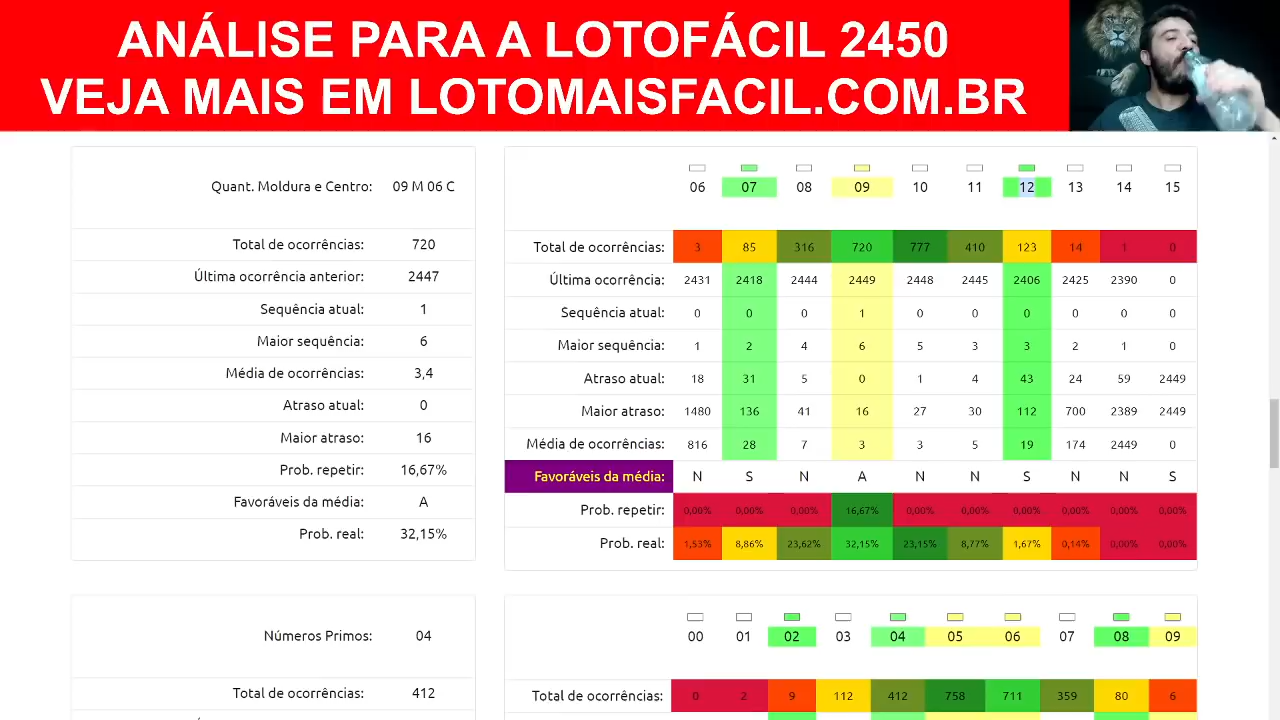 ANÁLISE PARA A LOTOFÁCIL 2450
VEJA MAIS EM LOTOMAISFACIL.COM.BR
Quant. Moldura e Centro: 09 M 06 C
Total de ocorrências: 720
Última ocorrência anterior: 2447
Sequência atual: 1
Maior sequência: 6
Média de ocorrências: 3,4
Atraso atual: 0
Maior atraso: 16
Prob. repetir: 16,67%
Favoráveis da média: A
Prob. real: 32,15%
06 07 08 09 10 11 12 13 14 15
Total de ocorrências: 3 85 316 720 777 410 123 14 1 0
Última ocorrência: 2431 2418 2444 2449 2448 2445 2406 2425 2390 0
Sequência atual: 0 0 0 1 0 0 0 0 0 0
Maior sequência: 1 2 4 6 5 3 3 2 1 0
Atraso atual: 18 31 5 0 1 4 43 24 59 2449
Maior atraso: 1480 136 41 16 27 30 112 700 2389 2449
Média de ocorrências: 816 28 7 3 3 5 19 174 2449 0
Favoráveis da média: N S N A N N S N N S
Prob. repetir: 0,00% 0,00% 0,00% 16,67% 0,00% 0,00% 0,00% 0,00% 0,00% 0,00%
Prob. real: 1,53% 8,86% 23,62% 32,15% 23,15% 8,77% 1,67% 0,14% 0,00% 0,00%
Números Primos: 04
Total de ocorrências: 412
00 01 02 03 04 05 06 07 08 09
Total de ocorrências: 0 2 9 112 412 758 711 359 80 6